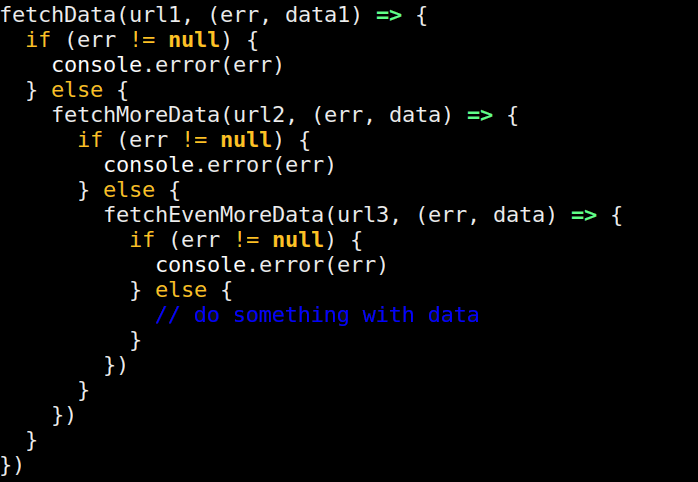 fetchData(url1, (err, data1) => {
  if (err != null) {
    console.error(err)
  } else {
    fetchMoreData(url2, (err, data) => {
      if (err != null) {
        console.error(err)
      } else {
        fetchEvenMoreData(url3, (err, data) => {
          if (err != null) {
            console.error(err)
          } else {
            // do something with data
          }
        })
      }
    })
  }
})